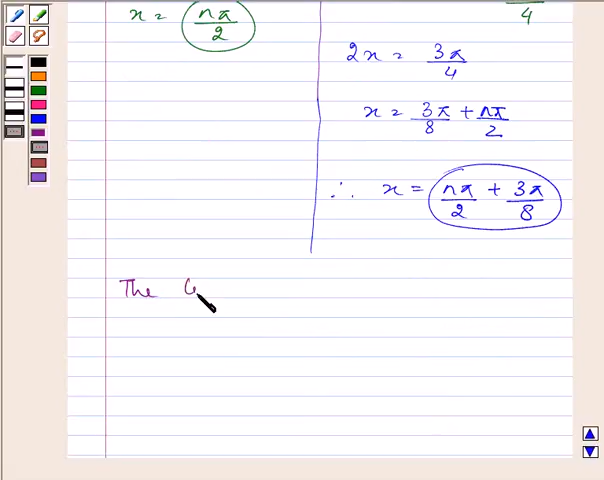 x = nπ/2
4
2x = 3π/4
x = 3π/8 + nπ/2
∴ x = nπ/2 + 3π/8
The